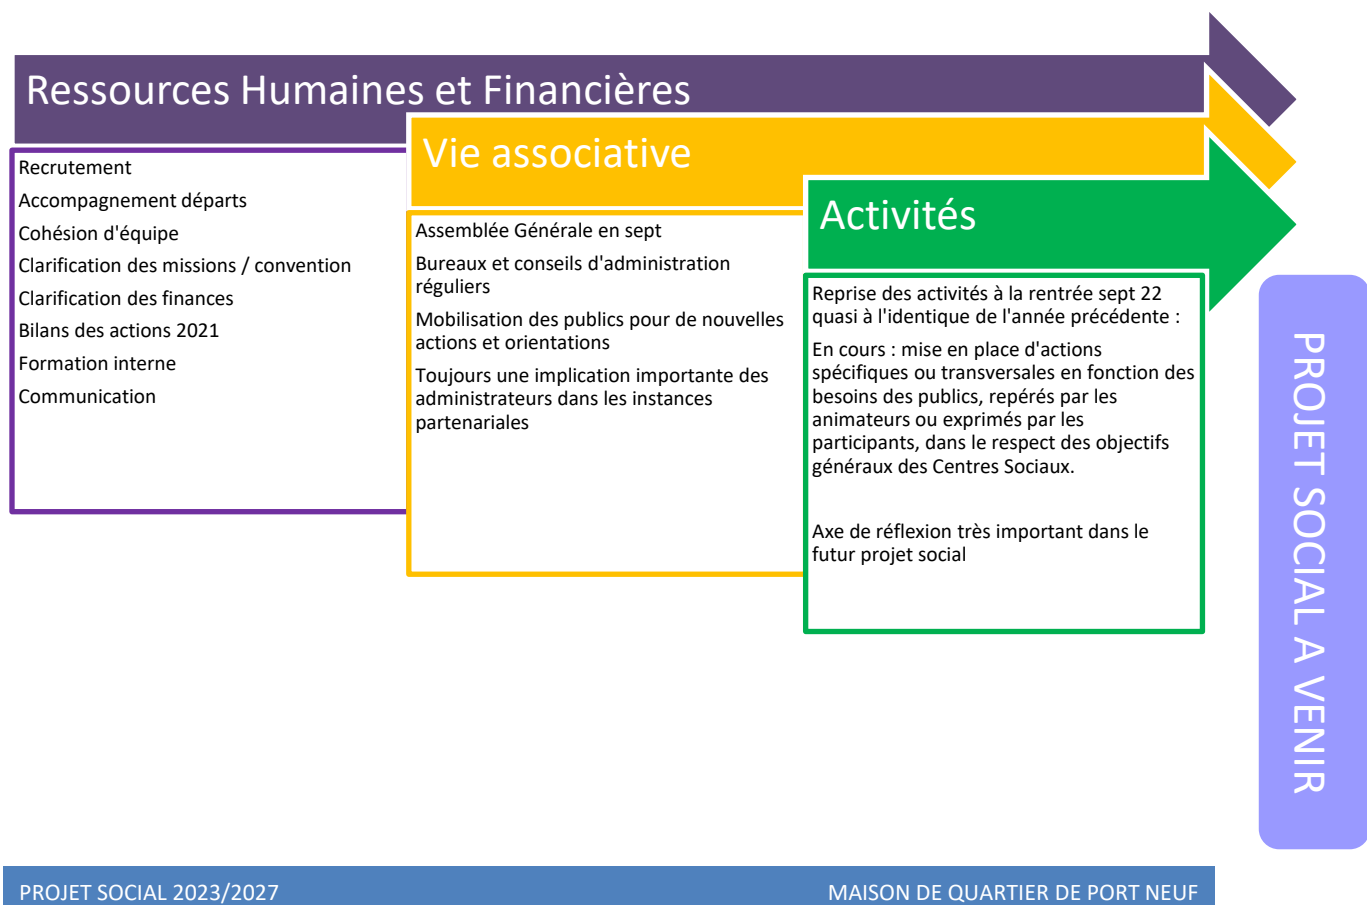 Ressources Humaines et Financières
Recrutement
Accompagnement départs
Cohésion d'équipe
Clarification des missions / convention
Clarification des finances
Bilans des actions 2021
Formation interne
Communication
Vie associative
Assemblée Générale en sept
Bureaux et conseils d'administration
réguliers
Mobilisation des publics pour de nouvelles
actions et orientations
Toujours une implication importante des
administrateurs dans les instances
partenariales
Activités
Reprise des activités à la rentrée sept 22
quasi à l'identique de l'année précédente :
En cours : mise en place d'actions
spécifiques ou transversales en fonction des
besoins des publics, repérés par les
animateurs ou exprimés par les
participants, dans le respect des objectifs
généraux des Centres Sociaux.
Axe de réflexion très important dans le
futur projet social
PROJET SOCIAL A VENIR
PROJET SOCIAL 2023/2027
MAISON DE QUARTIER DE PORT NEUF